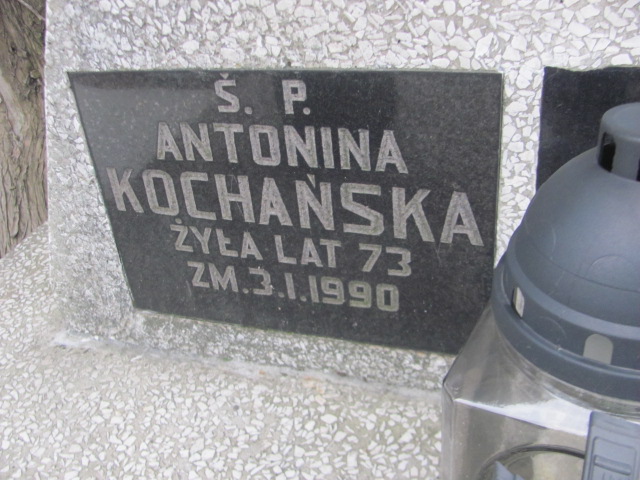 Ś. P.
ANTONINA
KOCHAŃSKA
ŻYŁA LAT 73
ZM. 3.1.1990